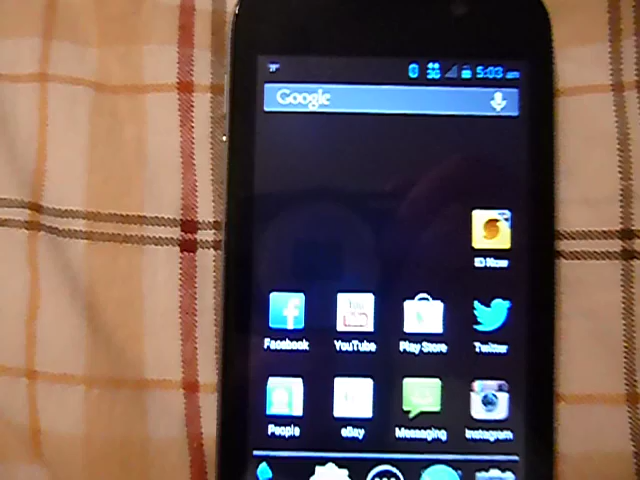 5:03 am
Google
ID Now
Facebook
YouTube
Play Store
Twitter
People
eBay
Messaging
Instagram